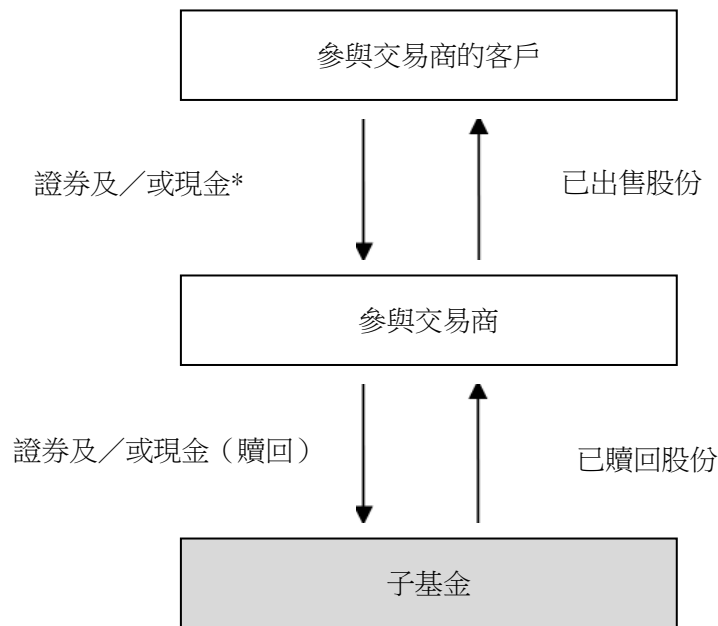 參與交易商的客戶
證券及／或現金*
已出售股份
參與交易商
證券及／或現金（贖回）
已贖回股份
子基金